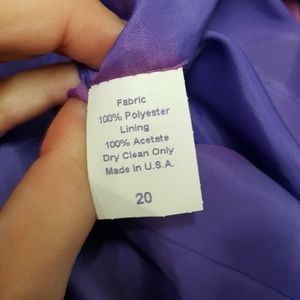 Fabric
100% Polyester
Lining
100% Acetate
Dry Clean Only
Made In U.S.A.
20